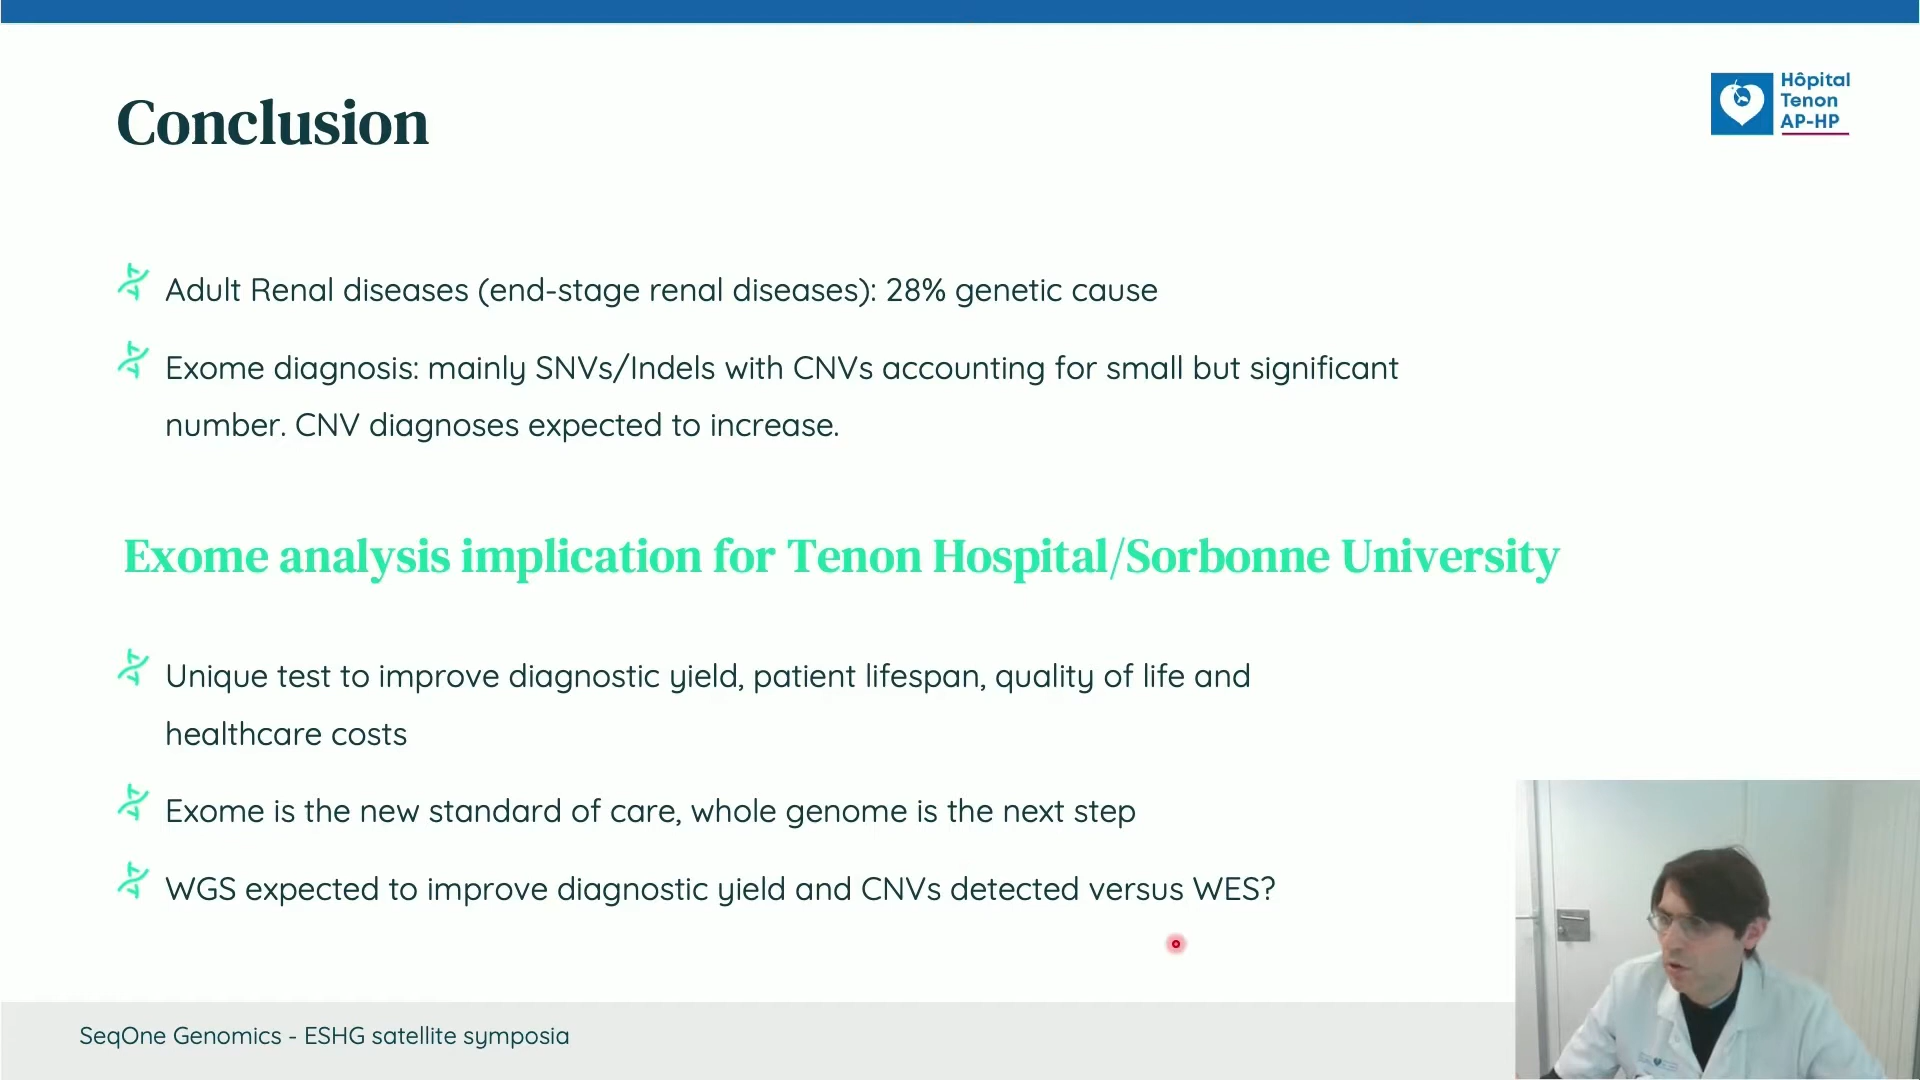 Conclusion
Hôpital
Tenon
AP-HP
Adult Renal diseases (end-stage renal diseases): 28% genetic cause
Exome diagnosis: mainly SNVs/Indels with CNVs accounting for small but significant
number. CNV diagnoses expected to increase.
Exome analysis implication for Tenon Hospital/Sorbonne University
Unique test to improve diagnostic yield, patient lifespan, quality of life and
healthcare costs
Exome is the new standard of care, whole genome is the next step
WGS expected to improve diagnostic yield and CNVs detected versus WES?
SeqOne Genomics - ESHG satellite symposia